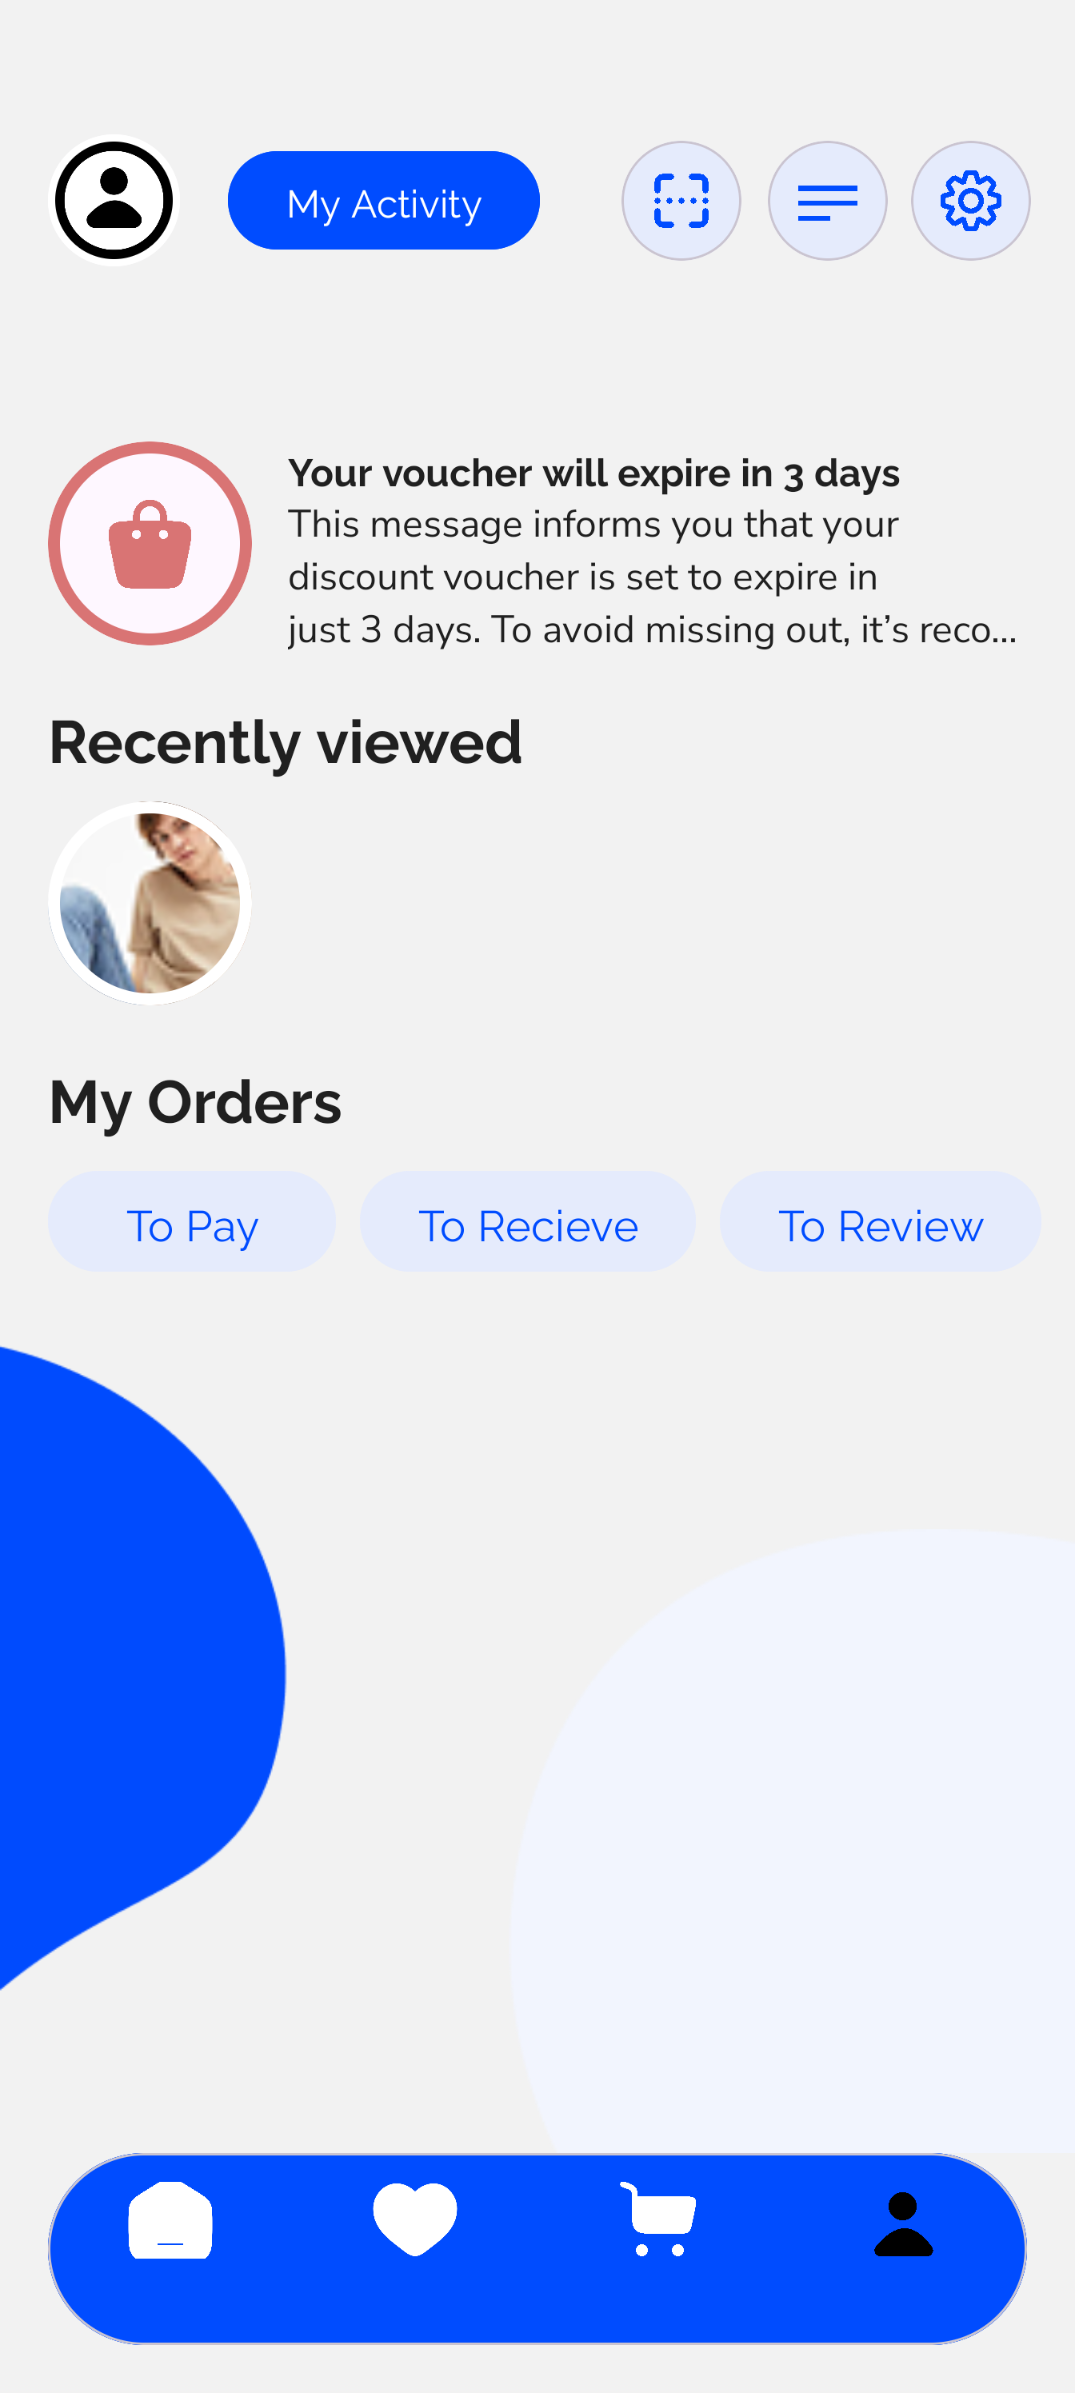 My Activity
Your voucher will expire in 3 days
This message informs you that your
discount voucher is set to expire in
just 3 days. To avoid missing out, it’s reco...
Recently viewed
My Orders
To Pay
To Recieve
To Review